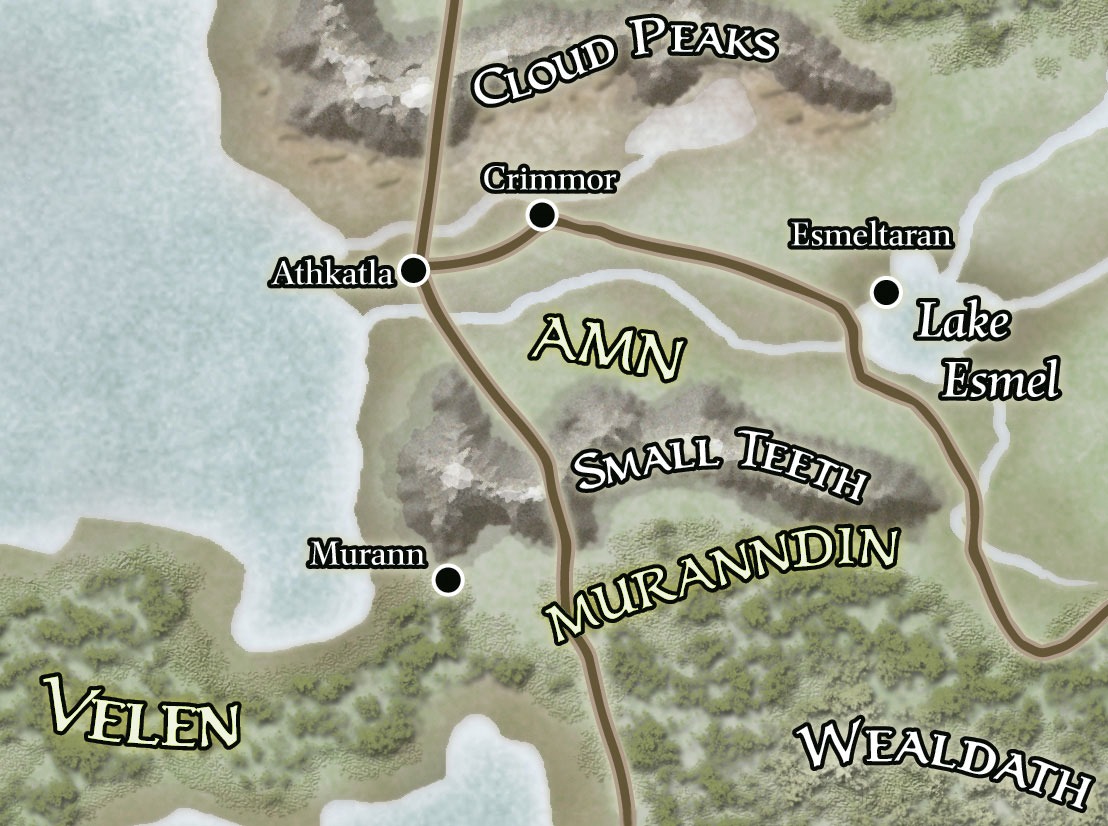 Cloud Peaks
Crimmor
Esmeltaran
Athkatla
Lake
Esmel
AMN
Small Teeth
Murann
MURANNDIN
Velen
Wealdath